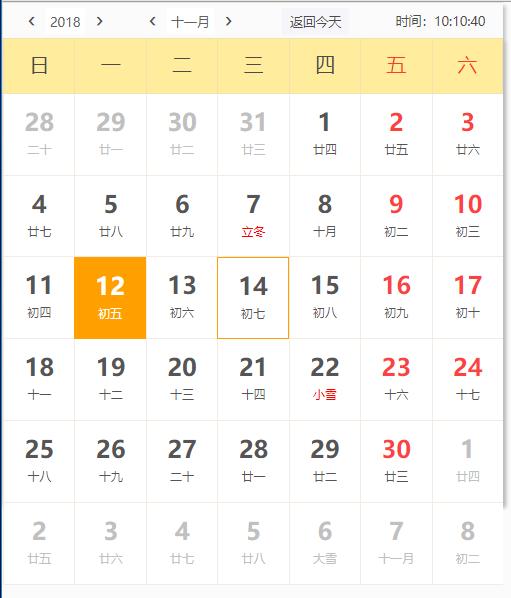 2018 十一月 返回今天 时间：10:10:40
日 一 二 三 四 五 六
28 29 30 31 1 2 3
二十 廿一 廿二 廿三 廿四 廿五 廿六
4 5 6 7 8 9 10
廿七 廿八 廿九 立冬 十月 初二 初三
11 12 13 14 15 16 17
初四 初五 初六 初七 初八 初九 初十
18 19 20 21 22 23 24
十一 十二 十三 十四 小雪 十六 十七
25 26 27 28 29 30 1
十八 十九 二十 廿一 廿二 廿三 廿四
2 3 4 5 6 7 8
廿五 廿六 廿七 廿八 大雪 十一月 初二